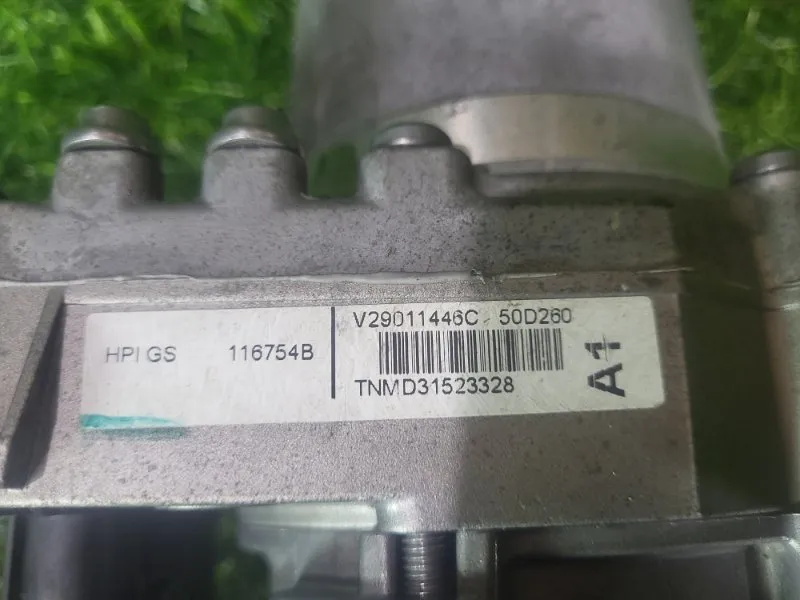 HPI GS 116754B
V29011446C 50D260
TNMD31523328
A1